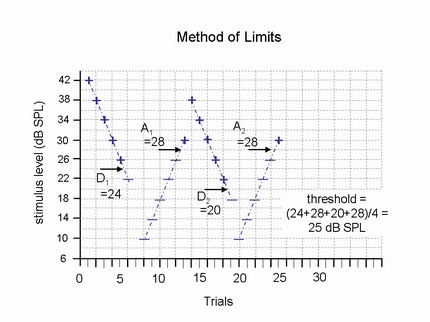 Method of Limits
stimulus level (dB SPL)
42
38
34
30
26
22
18
14
10
6
A1
=28
A2
=28
D1
=24
D2
=20
threshold =
(24+28+20+28)/4 =
25 dB SPL
0 5 10 15 20 25 30
Trials